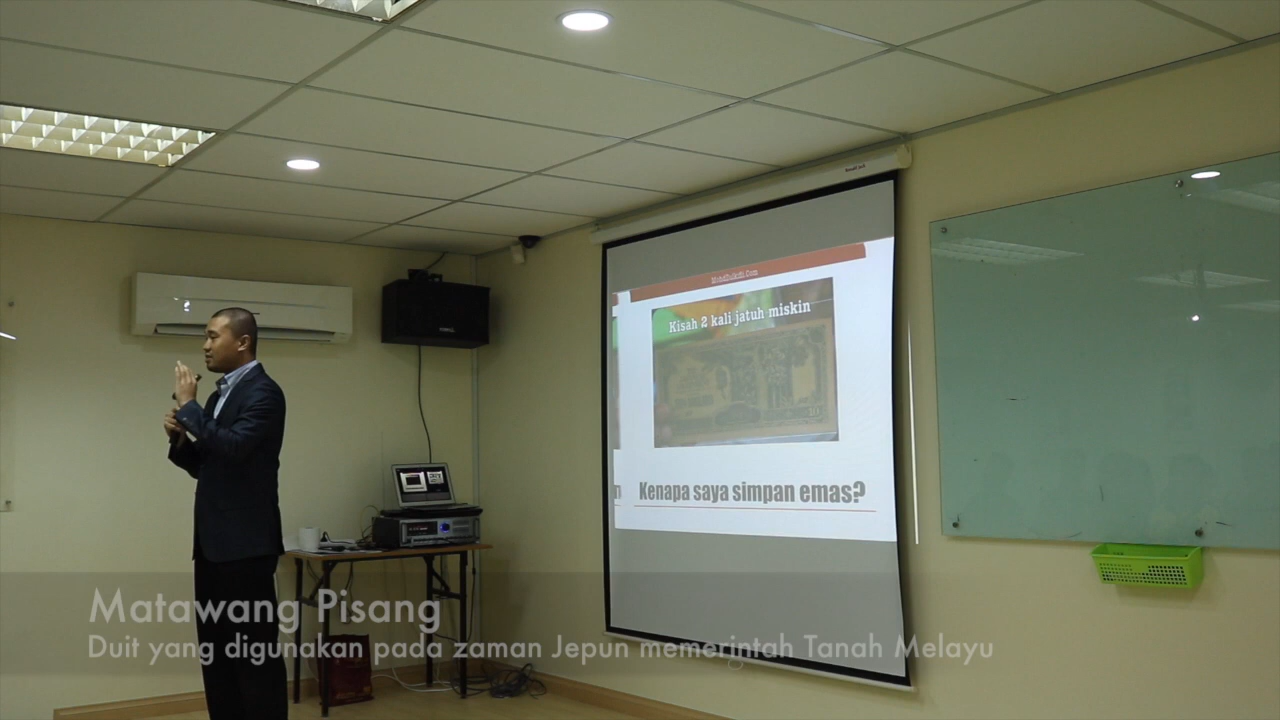 Kisah 2 kali jatuh miskin
Kenapa saya simpan emas?
Matawang Pisang
Duit yang digunakan pada zaman Jepun memerintah Tanah Melayu